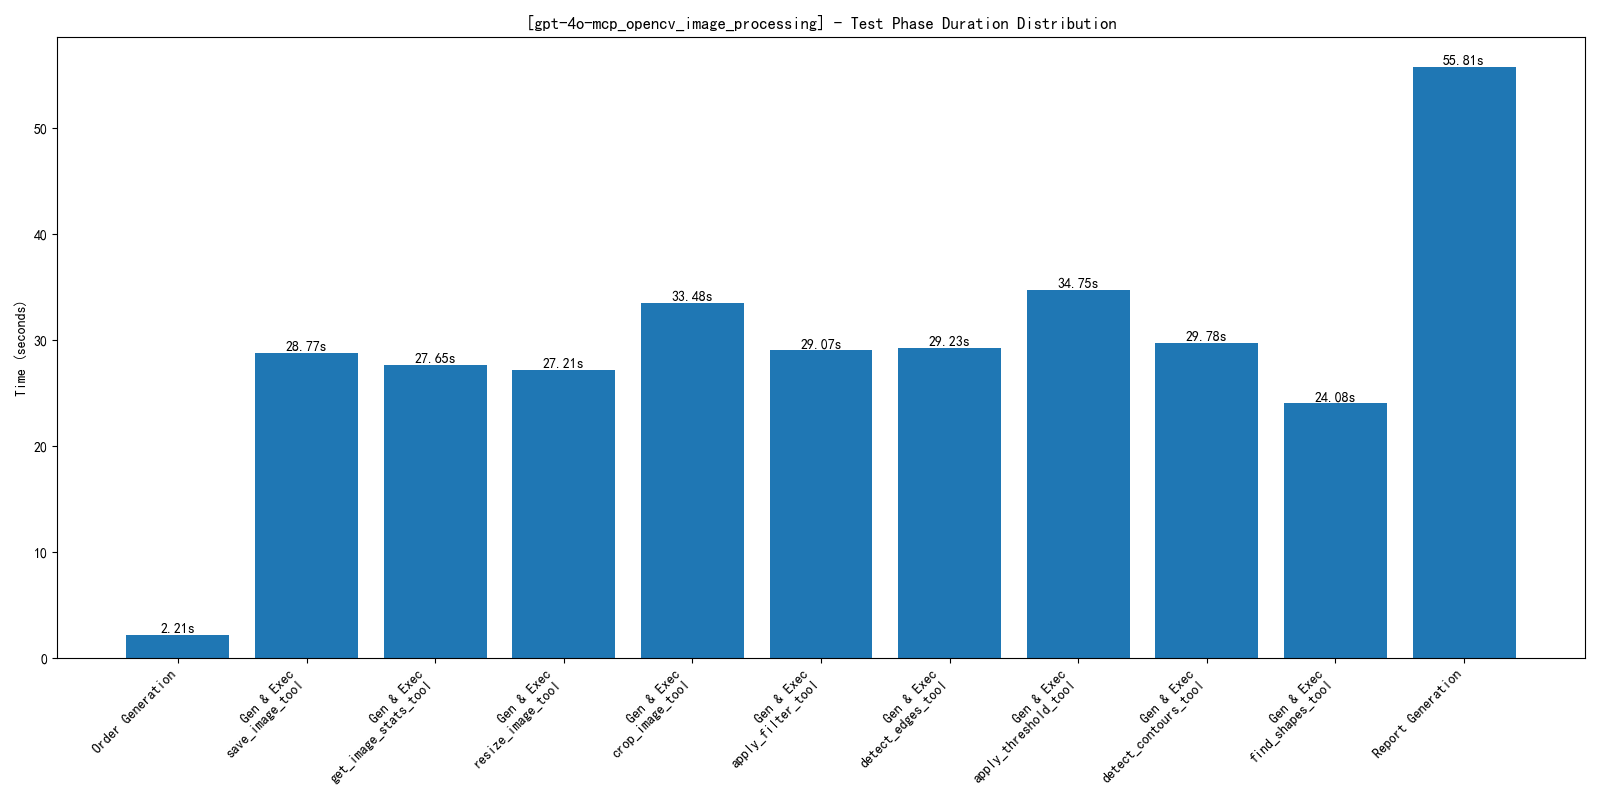 [gpt-4o-mcp_opencv_image_processing] - Test Phase Duration Distribution
Time (seconds)
50
40
30
20
10
0
2.21s
28.77s
27.65s
27.21s
33.48s
29.07s
29.23s
34.75s
29.78s
24.08s
55.81s
Order Generation
Gen & Exec
save_image_tool
Gen & Exec
get_image_stats_tool
Gen & Exec
resize_image_tool
Gen & Exec
crop_image_tool
Gen & Exec
apply_filter_tool
Gen & Exec
detect_edges_tool
Gen & Exec
apply_threshold_tool
Gen & Exec
detect_contours_tool
Gen & Exec
find_shapes_tool
Report Generation